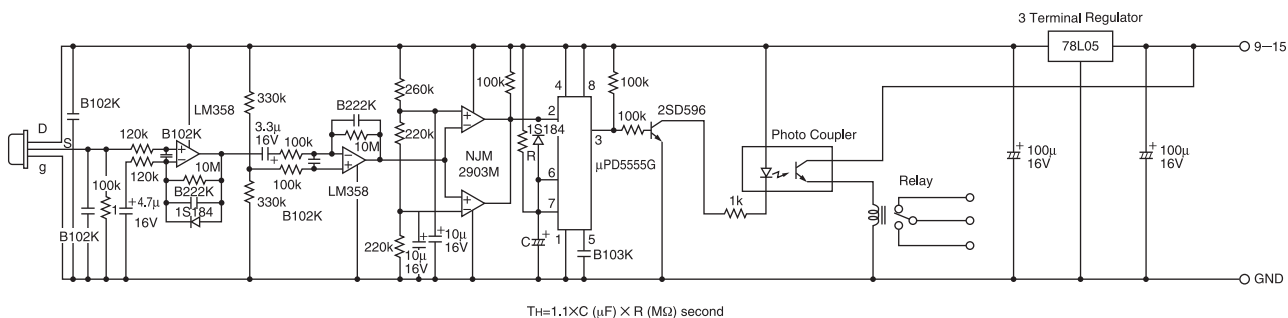 3 Terminal Regulator
78L05
9–15
D
S
g
B102K
LM358
120k
B102K
120k
10M
B222K
1S184
100k
1
+4.7μ
16V
B102K
330k
3.3μ
16V
+
100k
100k
330k
B102K
B222K
10M
LM358
260k
220k
220k
+
10μ
16V
+10μ
16V
NJM
2903M
100k
1S184
R
C
+
4
8
2
3
6
7
1
5
μPD5555G
B103K
100k
100k
2SD596
1k
Photo Coupler
Relay
+
100μ
16V
+
100μ
16V
GND
TH=1.1×C (μF) × R (MΩ) second